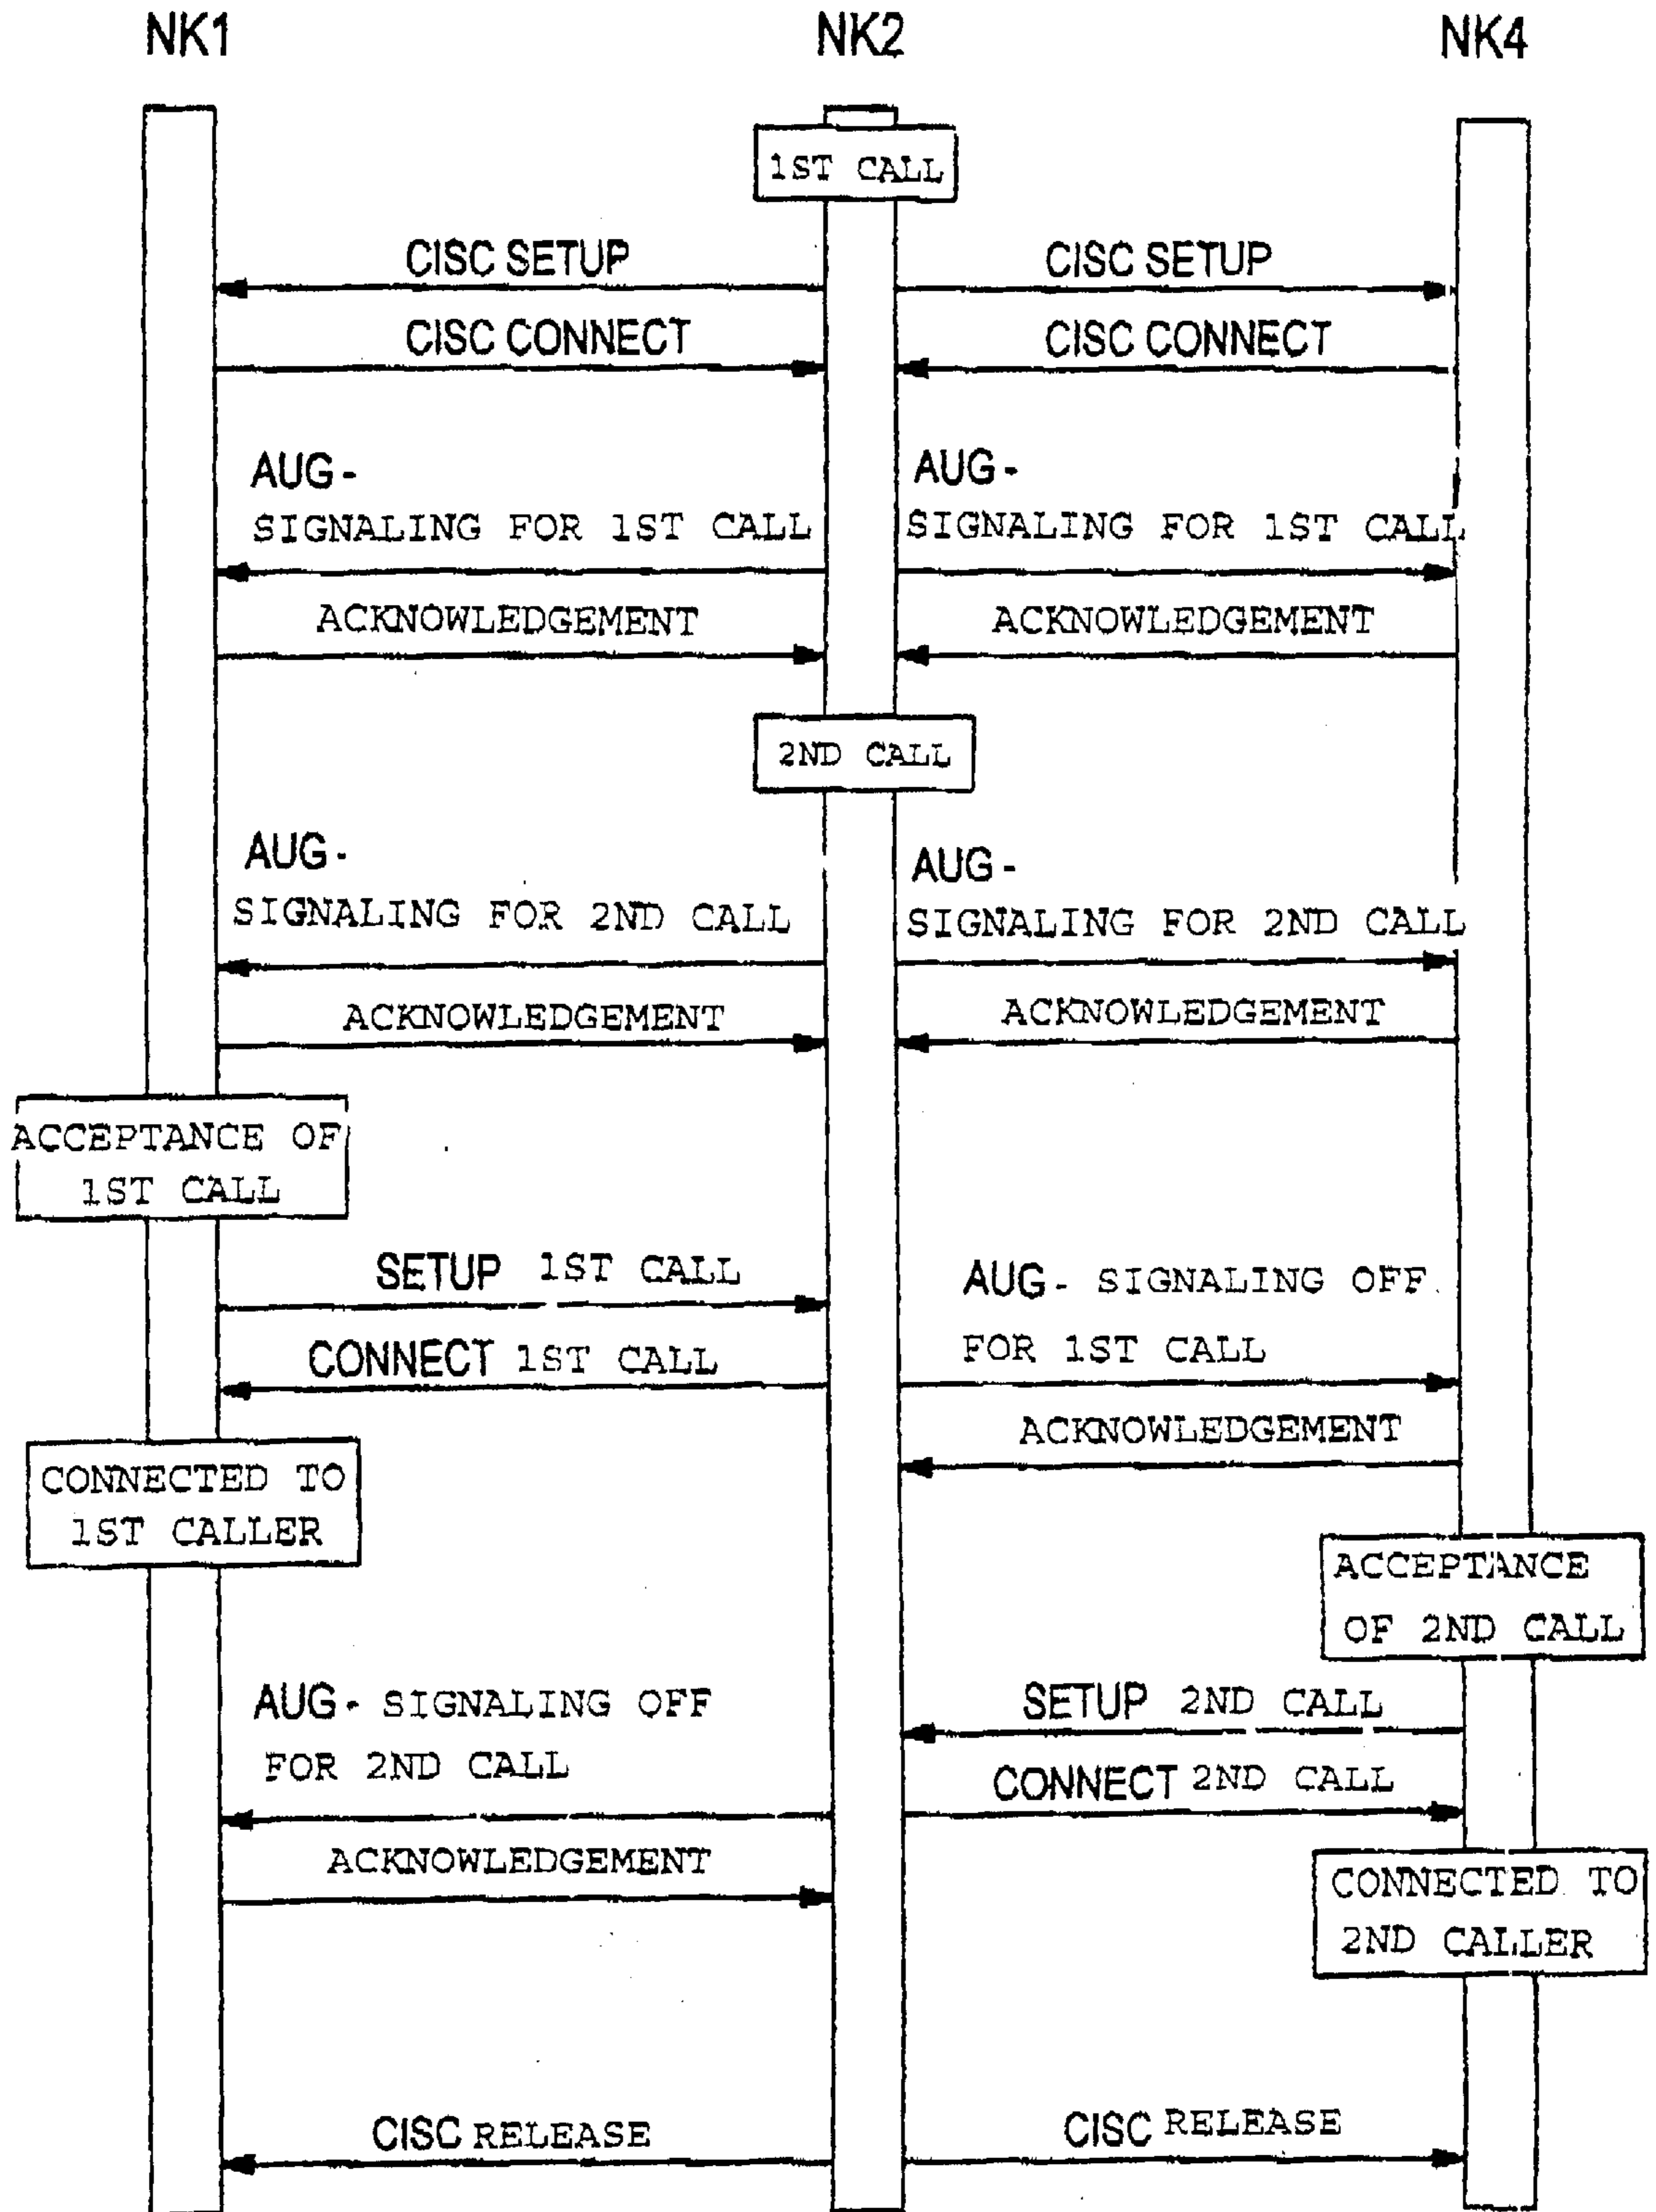 NK1 NK2 NK4
1ST CALL
CISC SETUP CISC SETUP
CISC CONNECT CISC CONNECT
AUG- AUG-
SIGNALING FOR 1ST CALL SIGNALING FOR 1ST CALL
ACKNOWLEDGEMENT ACKNOWLEDGEMENT
2ND CALL
AUG- AUG-
SIGNALING FOR 2ND CALL SIGNALING FOR 2ND CALL
ACKNOWLEDGEMENT ACKNOWLEDGEMENT
ACCEPTANCE OF
1ST CALL
SETUP 1ST CALL AUG- SIGNALING OFF
CONNECT 1ST CALL FOR 1ST CALL
ACKNOWLEDGEMENT
CONNECTED TO
1ST CALLER
ACCEPTANCE
OF 2ND CALL
AUG- SIGNALING OFF SETUP 2ND CALL
FOR 2ND CALL CONNECT 2ND CALL
ACKNOWLEDGEMENT
CONNECTED TO
2ND CALLER
CISC RELEASE CISC RELEASE